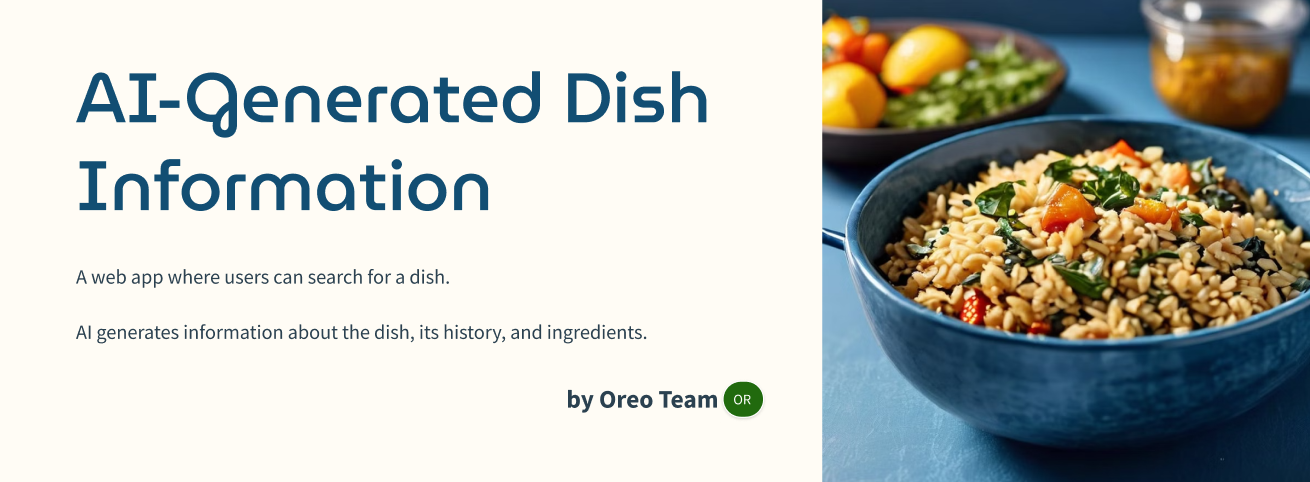 AI-Generated Dish
Information
A web app where users can search for a dish.
AI generates information about the dish, its history, and ingredients.
by Oreo Team OR